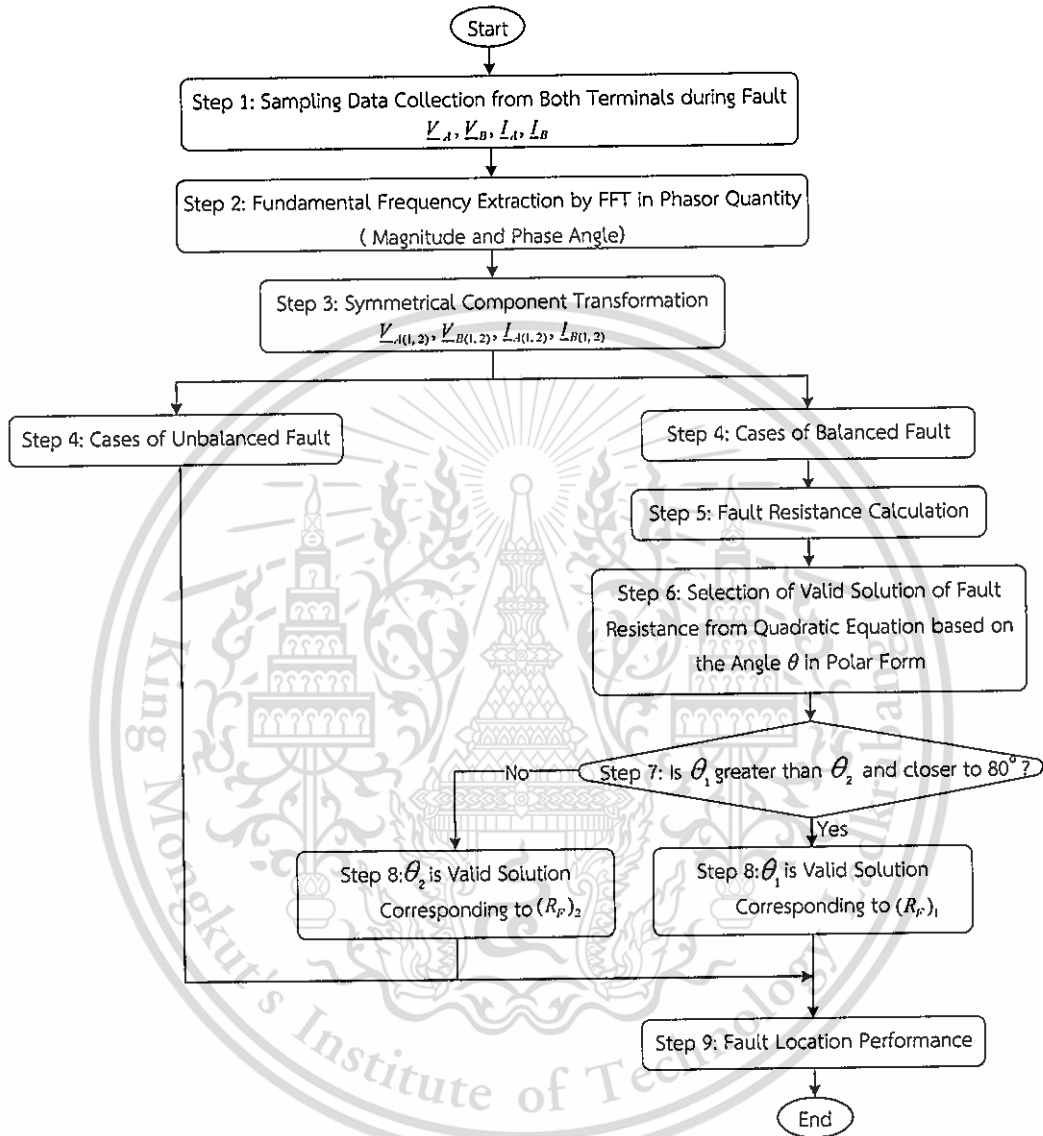 Start
Step 1: Sampling Data Collection from Both Terminals during Fault
V_A, V_B, I_A, I_B
Step 2: Fundamental Frequency Extraction by FFT in Phasor Quantity
( Magnitude and Phase Angle)
Step 3: Symmetrical Component Transformation
V_A(1, 2), V_B(1, 2), I_A(1, 2), I_B(1, 2)
Step 4: Cases of Unbalanced Fault
Step 4: Cases of Balanced Fault
Step 5: Fault Resistance Calculation
Step 6: Selection of Valid Solution of Fault
Resistance from Quadratic Equation based on
the Angle θ in Polar Form
Step 7: Is θ₁ greater than θ₂ and closer to 80° ?
No
Yes
Step 8: θ₂ is Valid Solution
Corresponding to (R_F)₂
Step 8: θ₁ is Valid Solution
Corresponding to (R_F)₁
Step 9: Fault Location Performance
End
King Mongkut's Institute of Technology Ladkrabang